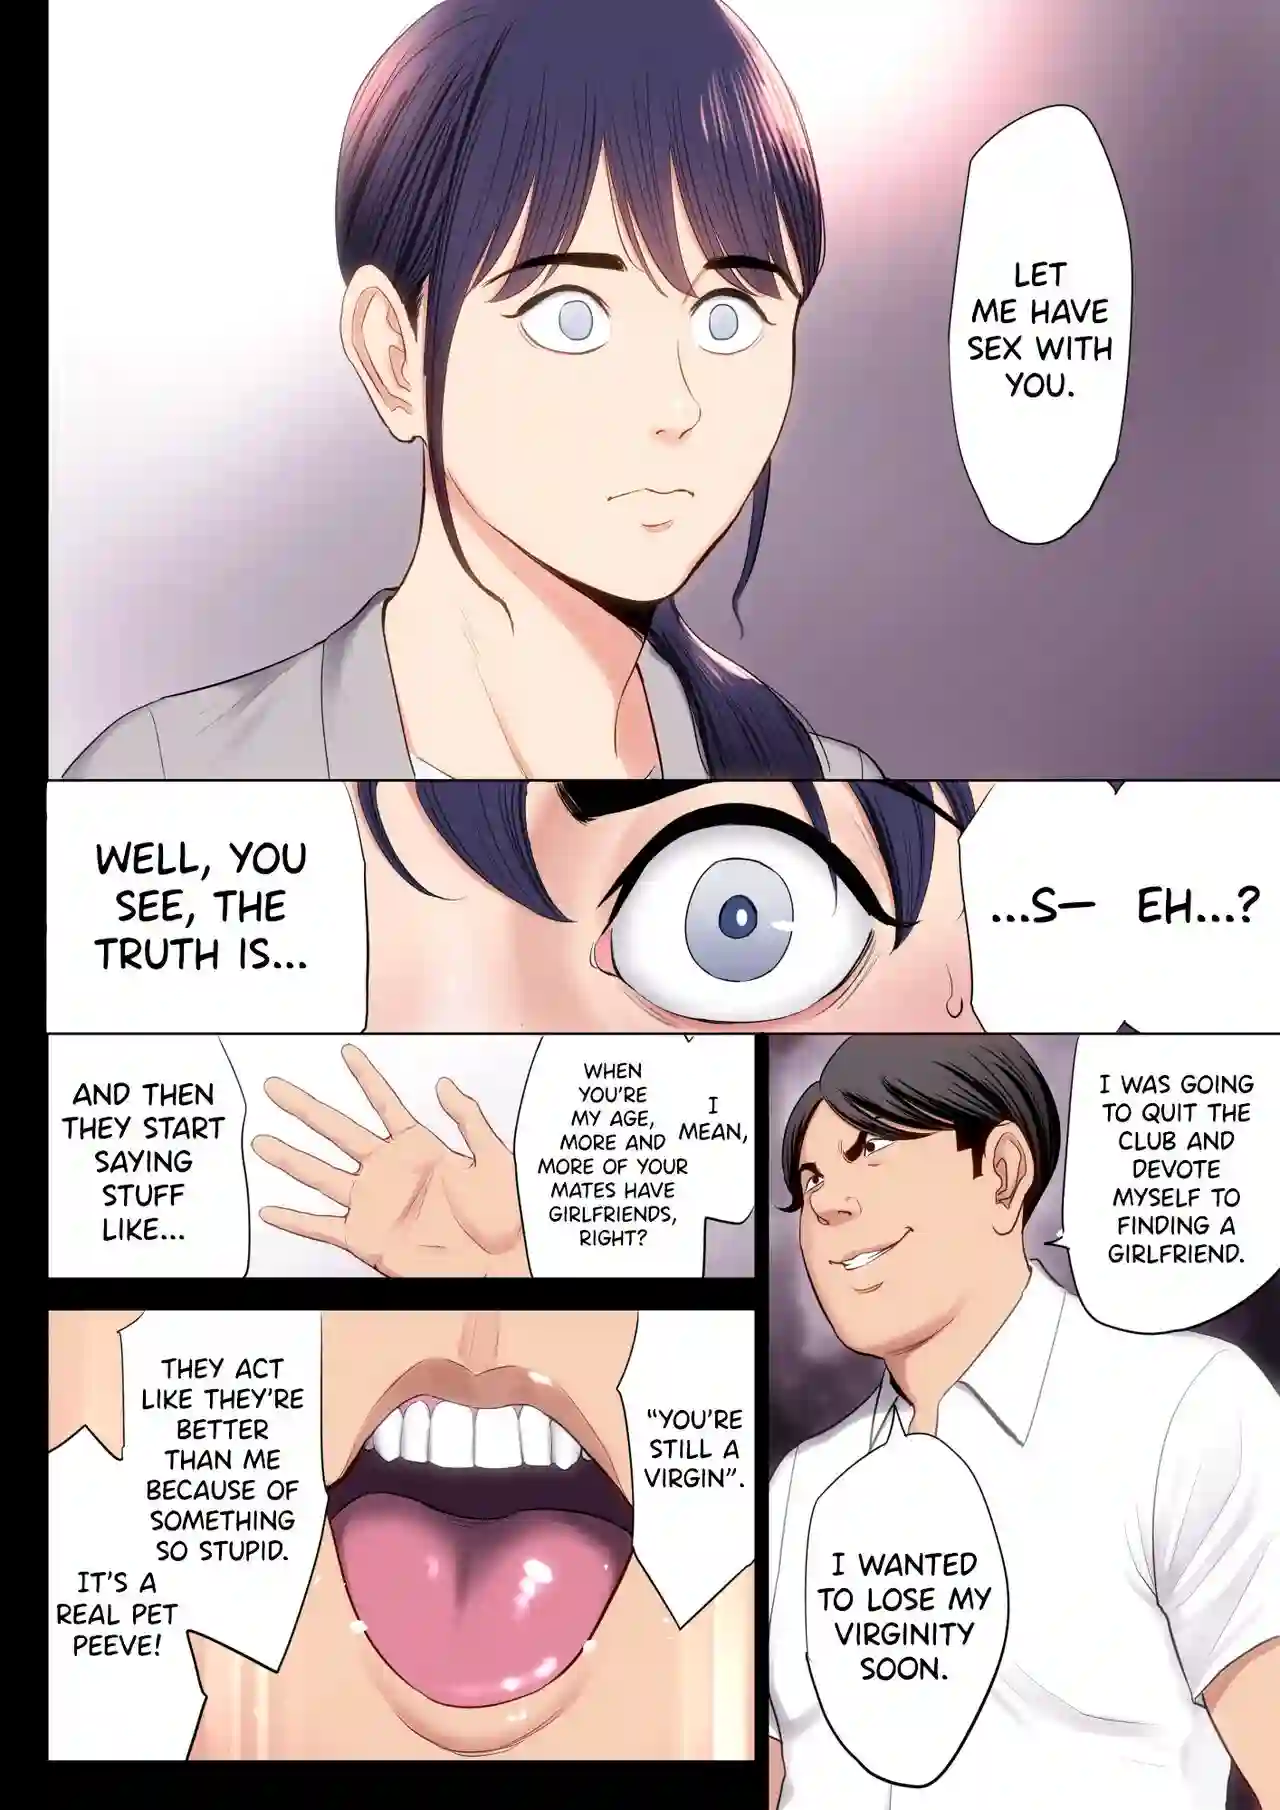 LET
ME HAVE
SEX WITH
YOU.
EH...?
...S—
WELL, YOU
SEE, THE
TRUTH IS...
I WAS GOING
TO QUIT THE
CLUB AND
DEVOTE
MYSELF TO
FINDING A
GIRLFRIEND.
I WANTED
TO LOSE MY
VIRGINITY
SOON.
I
MEAN,
WHEN
YOU'RE
MY AGE,
MORE AND
MORE OF YOUR
MATES HAVE
GIRLFRIENDS,
RIGHT?
AND THEN
THEY START
SAYING
STUFF
LIKE...
"YOU'RE
STILL A
VIRGIN".
THEY ACT
LIKE THEY'RE
BETTER
THAN ME
BECAUSE OF
SOMETHING
SO STUPID.
IT'S A
REAL PET
PEEVE!